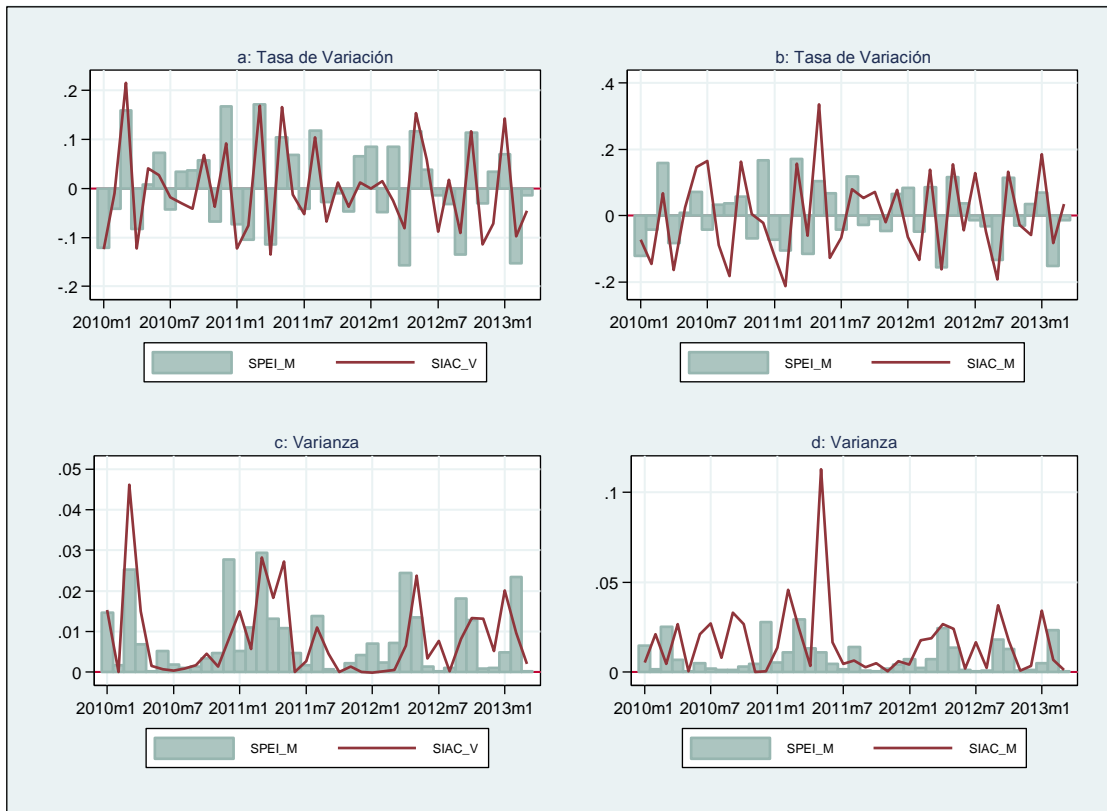 a: Tasa de Variación
.2
.1
0
-.1
-.2
2010m1 2010m7 2011m1 2011m7 2012m1 2012m7 2013m1
SPEI_M SIAC_V
b: Tasa de Variación
.4
.2
0
-.2
2010m1 2010m7 2011m1 2011m7 2012m1 2012m7 2013m1
SPEI_M SIAC_M
c: Varianza
.05
.04
.03
.02
.01
0
2010m1 2010m7 2011m1 2011m7 2012m1 2012m7 2013m1
SPEI_M SIAC_V
d: Varianza
.1
.05
0
2010m1 2010m7 2011m1 2011m7 2012m1 2012m7 2013m1
SPEI_M SIAC_M